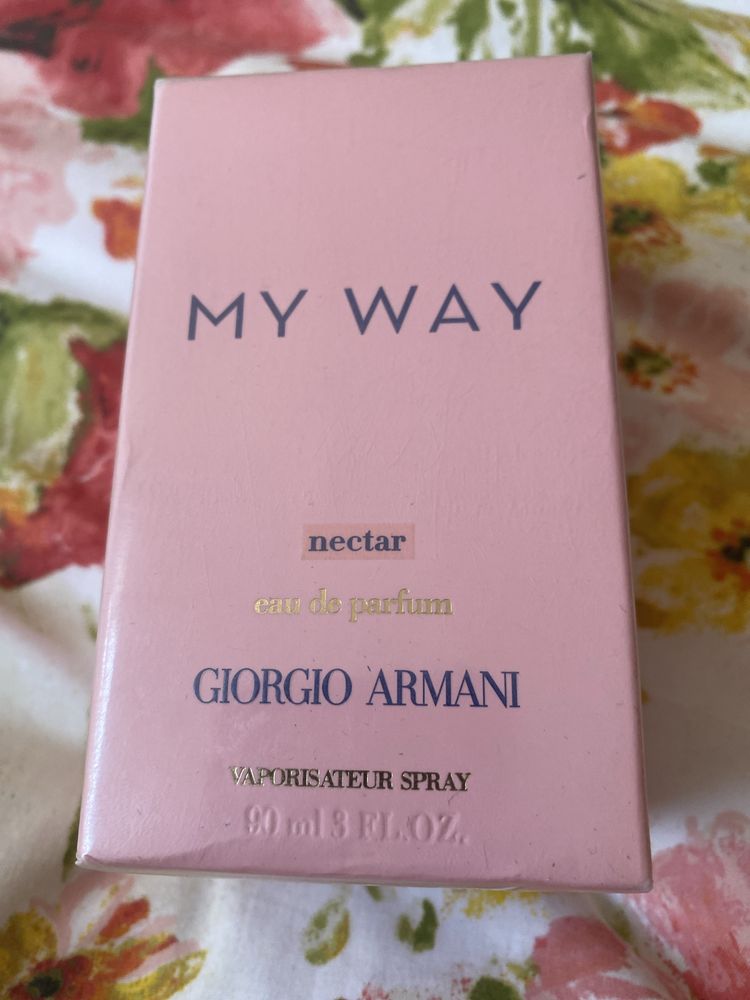 MY WAY
nectar
eau de parfum
GIORGIO ARMANI
VAPORISATEUR SPRAY
90 ml 3 FL.OZ.